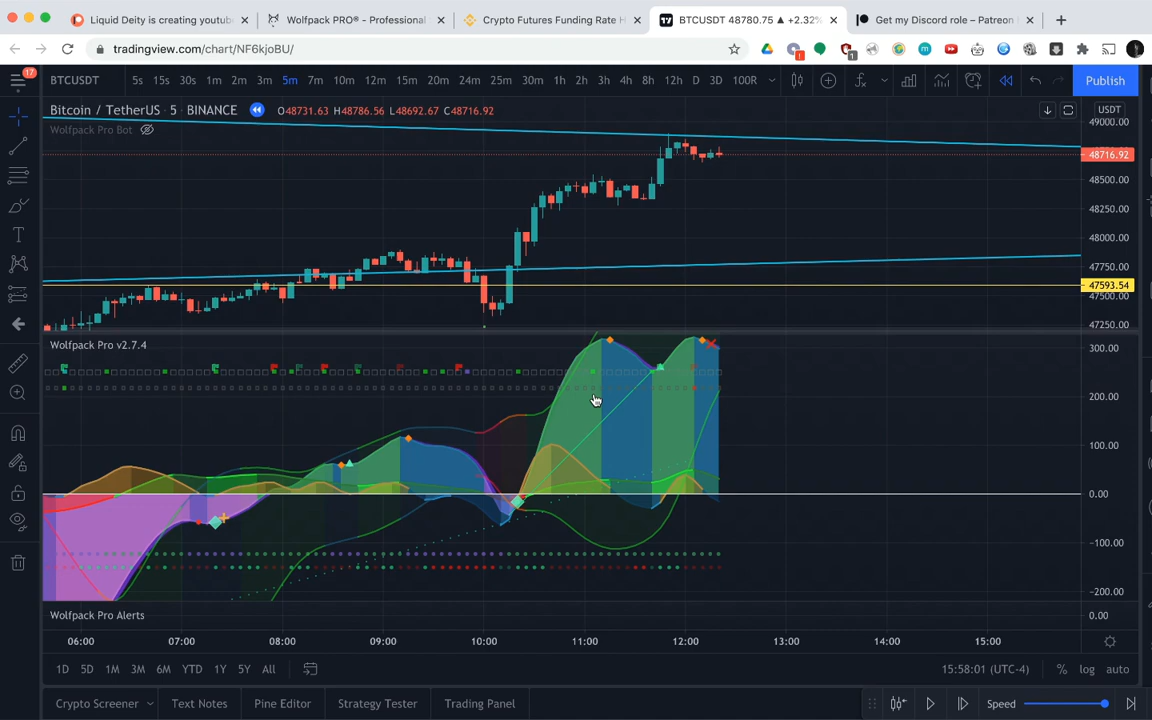 Liquid Deity is creating youtube
Wolfpack PRO® - Professional
Crypto Futures Funding Rate H
BTCUSDT 48780.75 ▲ +2.32%
Get my Discord role – Patreon
tradingview.com/chart/NF6kjoBU/
17
BTCUSDT 5s 15s 30s 1m 2m 3m 5m 7m 10m 12m 15m 20m 24m 25m 30m 1h 2h 3h 4h 8h 12h D 3D 100R Publish
Bitcoin / TetherUS · 5 · BINANCE O48731.63 H48786.56 L48692.67 C48716.92 USDT
Wolfpack Pro Bot
49000.00
48716.92
48500.00
48250.00
48000.00
47750.00
47593.54
47500.00
47250.00
Wolfpack Pro v2.7.4
300.00
200.00
100.00
0.00
−100.00
−200.00
Wolfpack Pro Alerts
0.00
06:00 07:00 08:00 09:00 10:00 11:00 12:00 13:00 14:00 15:00
1D 5D 1M 3M 6M YTD 1Y 5Y All 15:58:01 (UTC-4) % log auto
Crypto Screener Text Notes Pine Editor Strategy Tester Trading Panel Speed